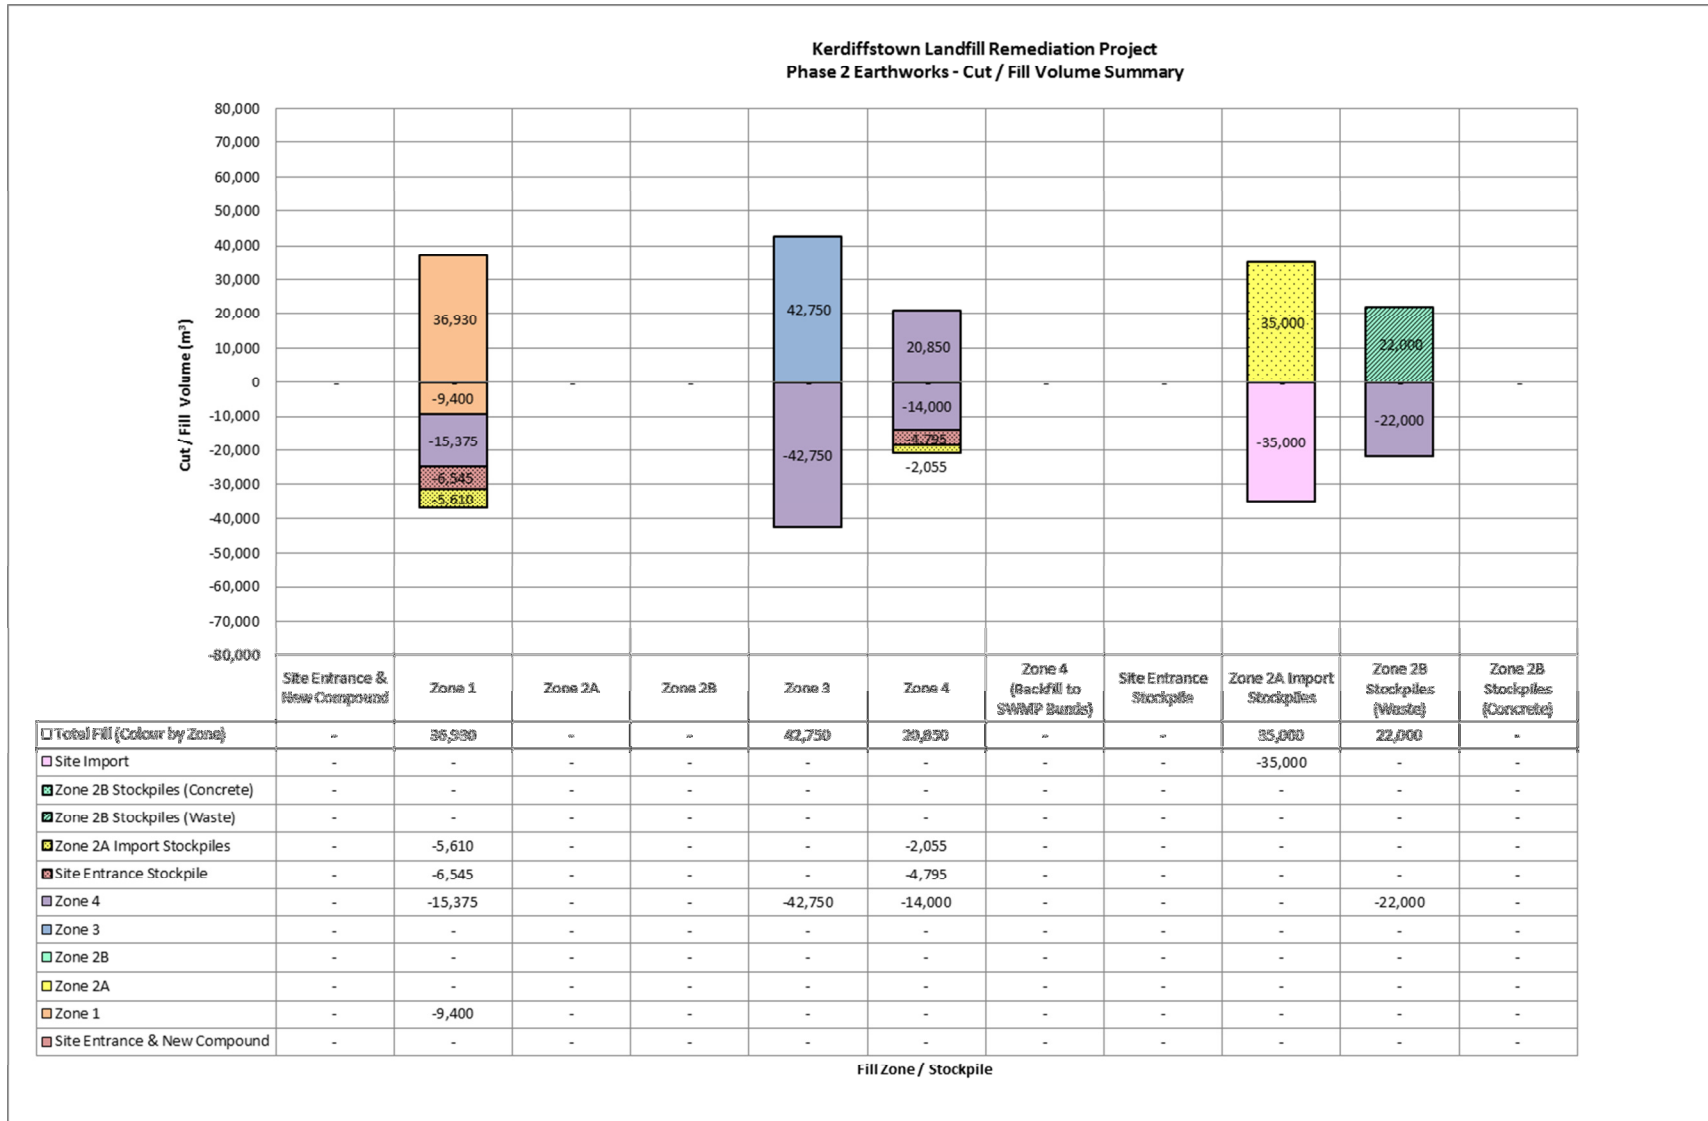 Kerdiffstown Landfill Remediation Project
Phase 2 Earthworks - Cut / Fill Volume Summary
Cut / Fill Volume (m³)
80,000
70,000
60,000
50,000
40,000
30,000
20,000
10,000
0
-10,000
-20,000
-30,000
-40,000
-50,000
-60,000
-70,000
-80,000
-
36,930
-
-9,400
-15,375
-6,545
-5,610
-
-
42,750
-
-42,750
20,850
-
-14,000
-4,795
-2,055
-
-
35,000
-
-35,000
22,000
-
-22,000
-
Site Entrance & New Compound Zone 1 Zone 2A Zone 2B Zone 3 Zone 4 Zone 4 (Backfill to SWMP Bunds) Site Entrance Stockpile Zone 2A Import Stockpiles Zone 2B Stockpiles (Waste) Zone 2B Stockpiles (Concrete)
Total Fill (Colour by Zone) - 36,930 - - 42,750 20,850 - - 35,000 22,000 -
Site Import - - - - - - - - -35,000 - -
Zone 2B Stockpiles (Concrete) - - - - - - - - - - -
Zone 2B Stockpiles (Waste) - - - - - - - - - - -
Zone 2A Import Stockpiles - -5,610 - - - -2,055 - - - - -
Site Entrance Stockpile - -6,545 - - - -4,795 - - - - -
Zone 4 - -15,375 - - -42,750 -14,000 - - - -22,000 -
Zone 3 - - - - - - - - - - -
Zone 2B - - - - - - - - - - -
Zone 2A - - - - - - - - - - -
Zone 1 - -9,400 - - - - - - - - -
Site Entrance & New Compound - - - - - - - - - - -
Fill Zone / Stockpile